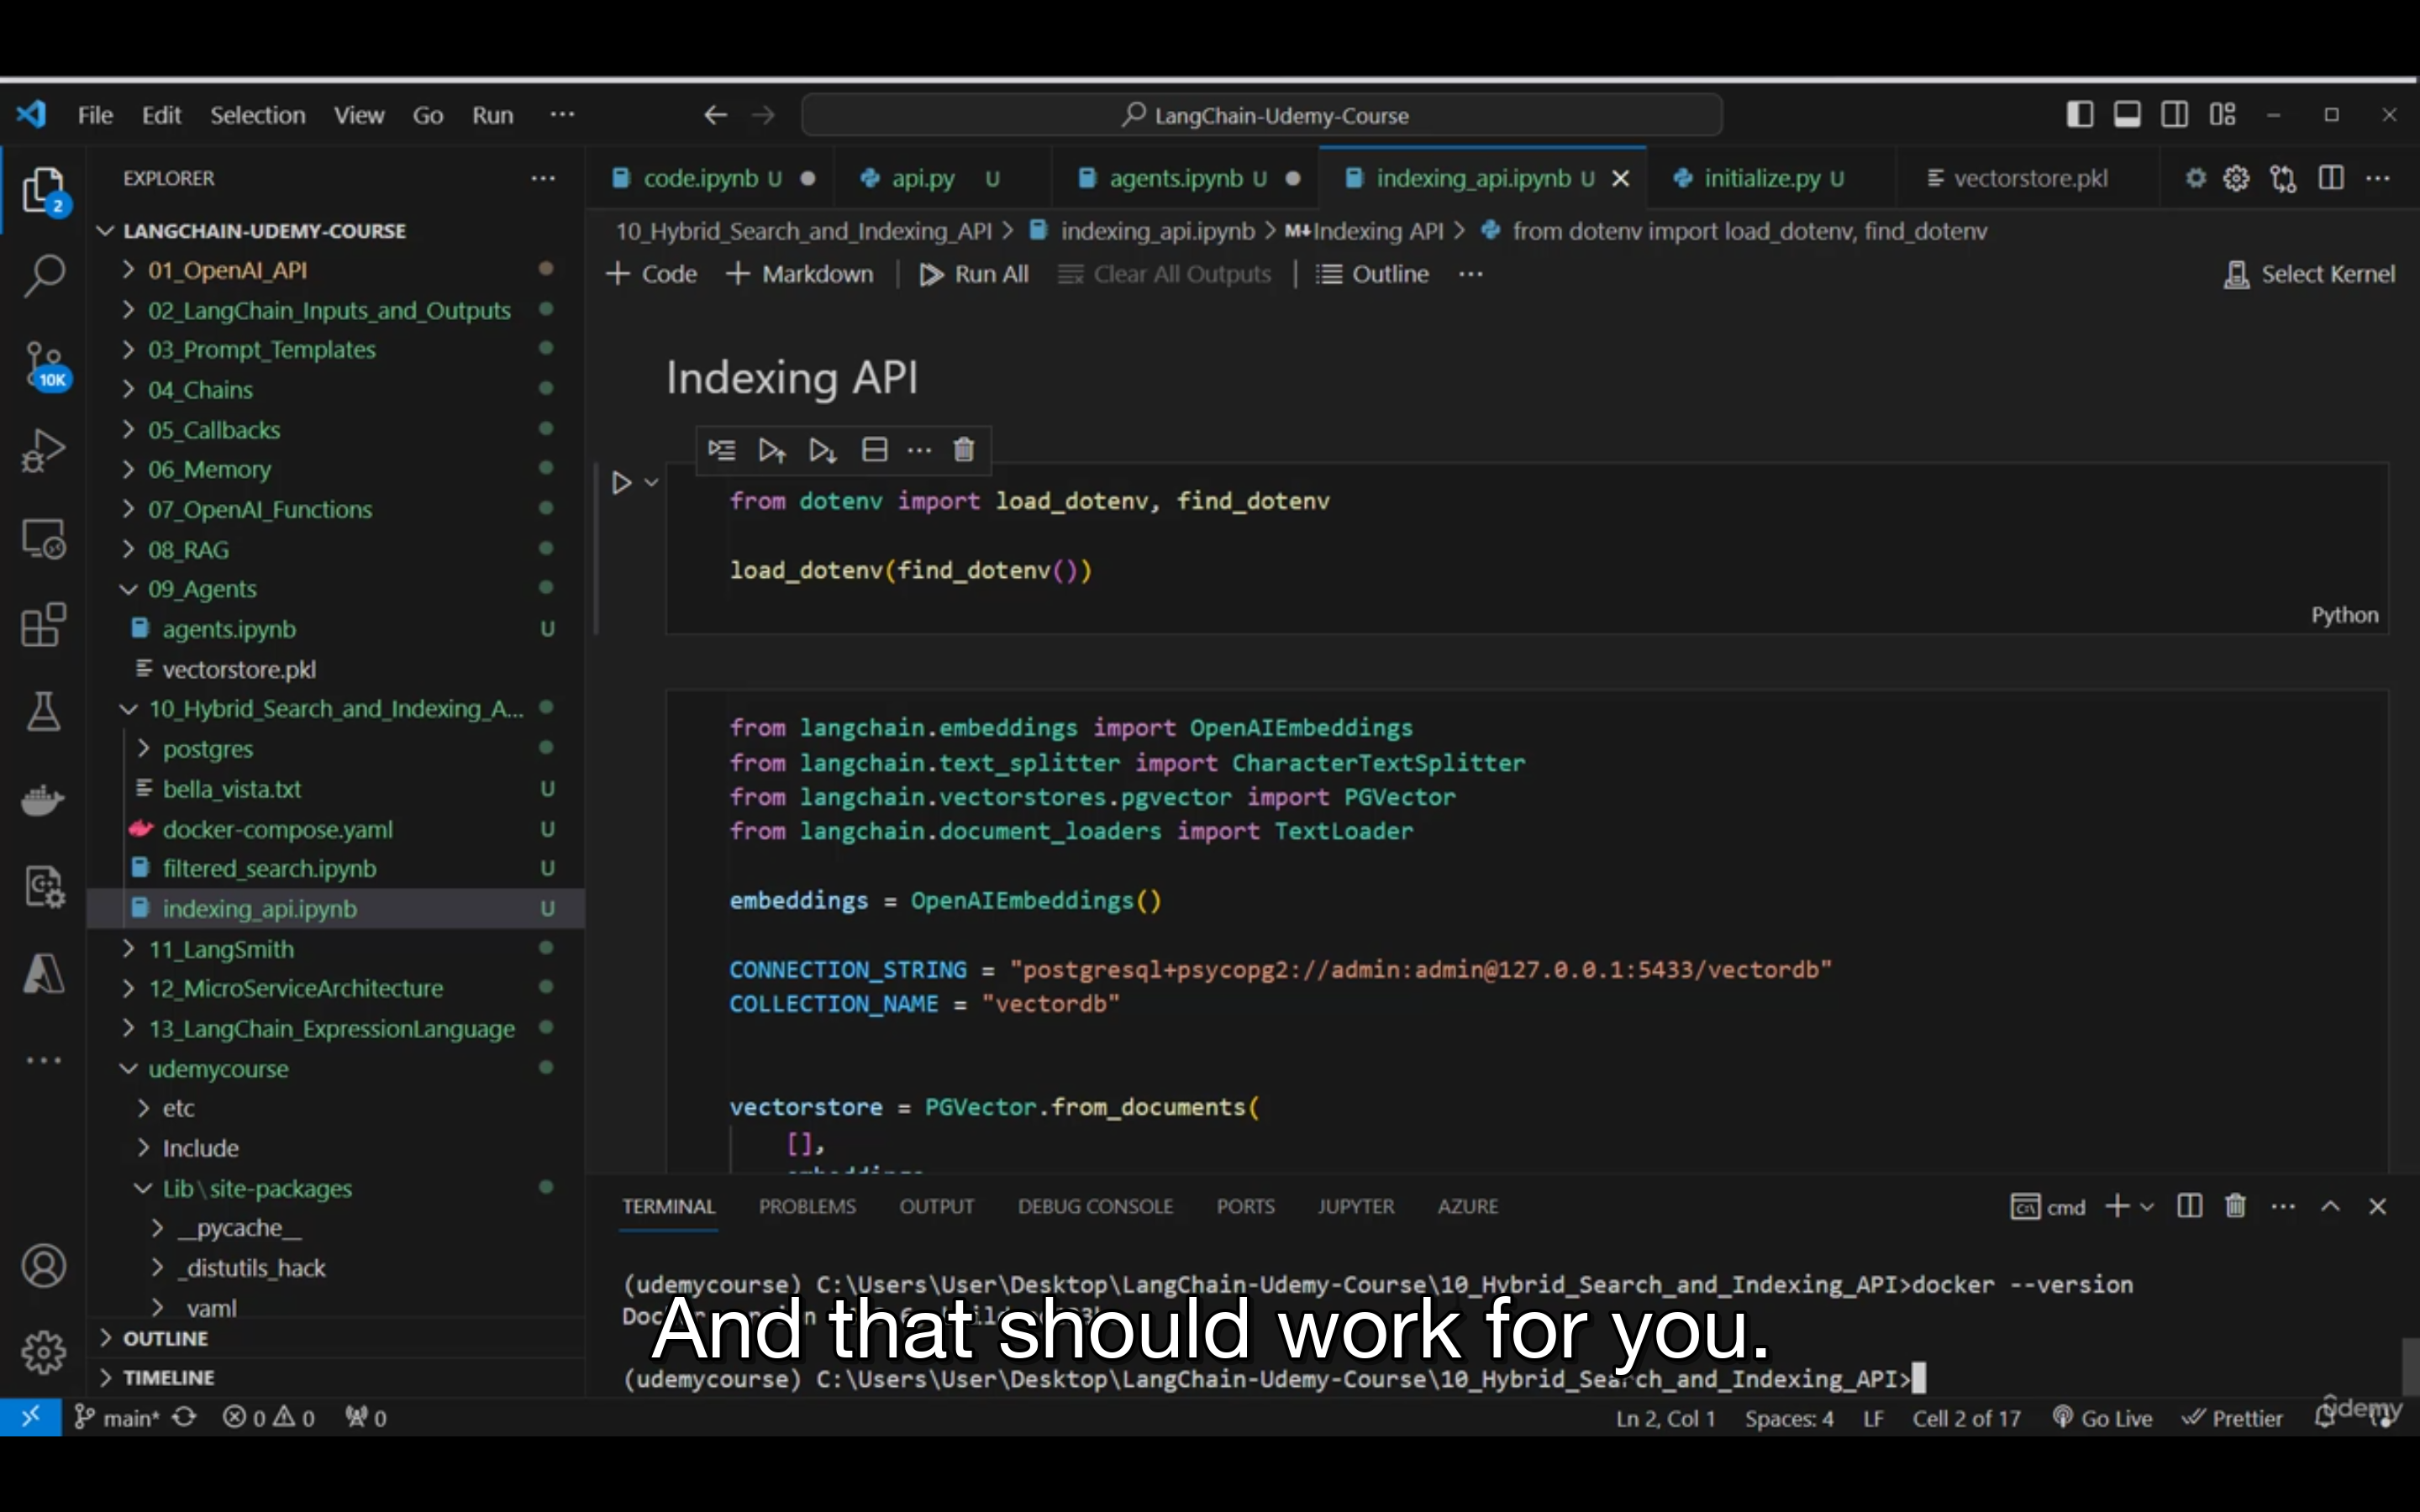 File Edit Selection View Go Run ··· LangChain-Udemy-Course
EXPLORER ···
code.ipynb U
api.py U
agents.ipynb U
indexing_api.ipynb U
initialize.py U
vectorstore.pkl
LANGCHAIN-UDEMY-COURSE
10_Hybrid_Search_and_Indexing_API > indexing_api.ipynb > M↓Indexing API > from dotenv import load_dotenv, find_dotenv
+ Code + Markdown Run All Clear All Outputs Outline ··· Select Kernel
2
10K
01_OpenAI_API
02_LangChain_Inputs_and_Outputs
03_Prompt_Templates
04_Chains
05_Callbacks
06_Memory
07_OpenAI_Functions
08_RAG
09_Agents
agents.ipynb U
vectorstore.pkl
10_Hybrid_Search_and_Indexing_A...
postgres
bella_vista.txt U
docker-compose.yaml U
filtered_search.ipynb U
indexing_api.ipynb U
11_LangSmith
12_MicroServiceArchitecture
13_LangChain_ExpressionLanguage
udemycourse
etc
Include
Lib\site-packages
__pycache__
_distutils_hack
yaml
OUTLINE
TIMELINE
Indexing API
from dotenv import load_dotenv, find_dotenv
load_dotenv(find_dotenv())
Python
from langchain.embeddings import OpenAIEmbeddings
from langchain.text_splitter import CharacterTextSplitter
from langchain.vectorstores.pgvector import PGVector
from langchain.document_loaders import TextLoader
embeddings = OpenAIEmbeddings()
CONNECTION_STRING = "postgresql+psycopg2://admin:admin@127.0.0.1:5433/vectordb"
COLLECTION_NAME = "vectordb"
vectorstore = PGVector.from_documents(
[],
TERMINAL PROBLEMS OUTPUT DEBUG CONSOLE PORTS JUPYTER AZURE cmd
(udemycourse) C:\Users\User\Desktop\LangChain-Udemy-Course\10_Hybrid_Search_and_Indexing_API>docker --version
And that should work for you.
(udemycourse) C:\Users\User\Desktop\LangChain-Udemy-Course\10_Hybrid_Search_and_Indexing_API>
main* 0 0 0 Ln 2, Col 1 Spaces: 4 LF Cell 2 of 17 Go Live Prettier
ûdemy